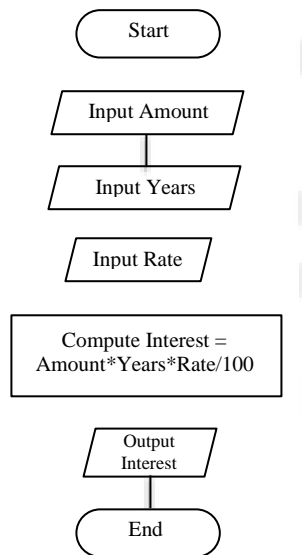 Start
Input Amount
Input Years
Input Rate
Compute Interest =
Amount*Years*Rate/100
Output
Interest
End